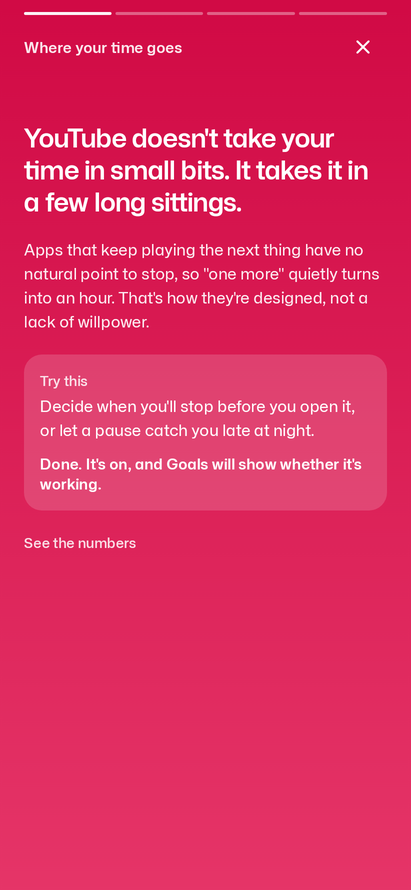 Where your time goes
YouTube doesn't take your
time in small bits. It takes it in
a few long sittings.
Apps that keep playing the next thing have no
natural point to stop, so "one more" quietly turns
into an hour. That's how they're designed, not a
lack of willpower.
Try this
Decide when you'll stop before you open it,
or let a pause catch you late at night.
Done. It's on, and Goals will show whether it's
working.
See the numbers